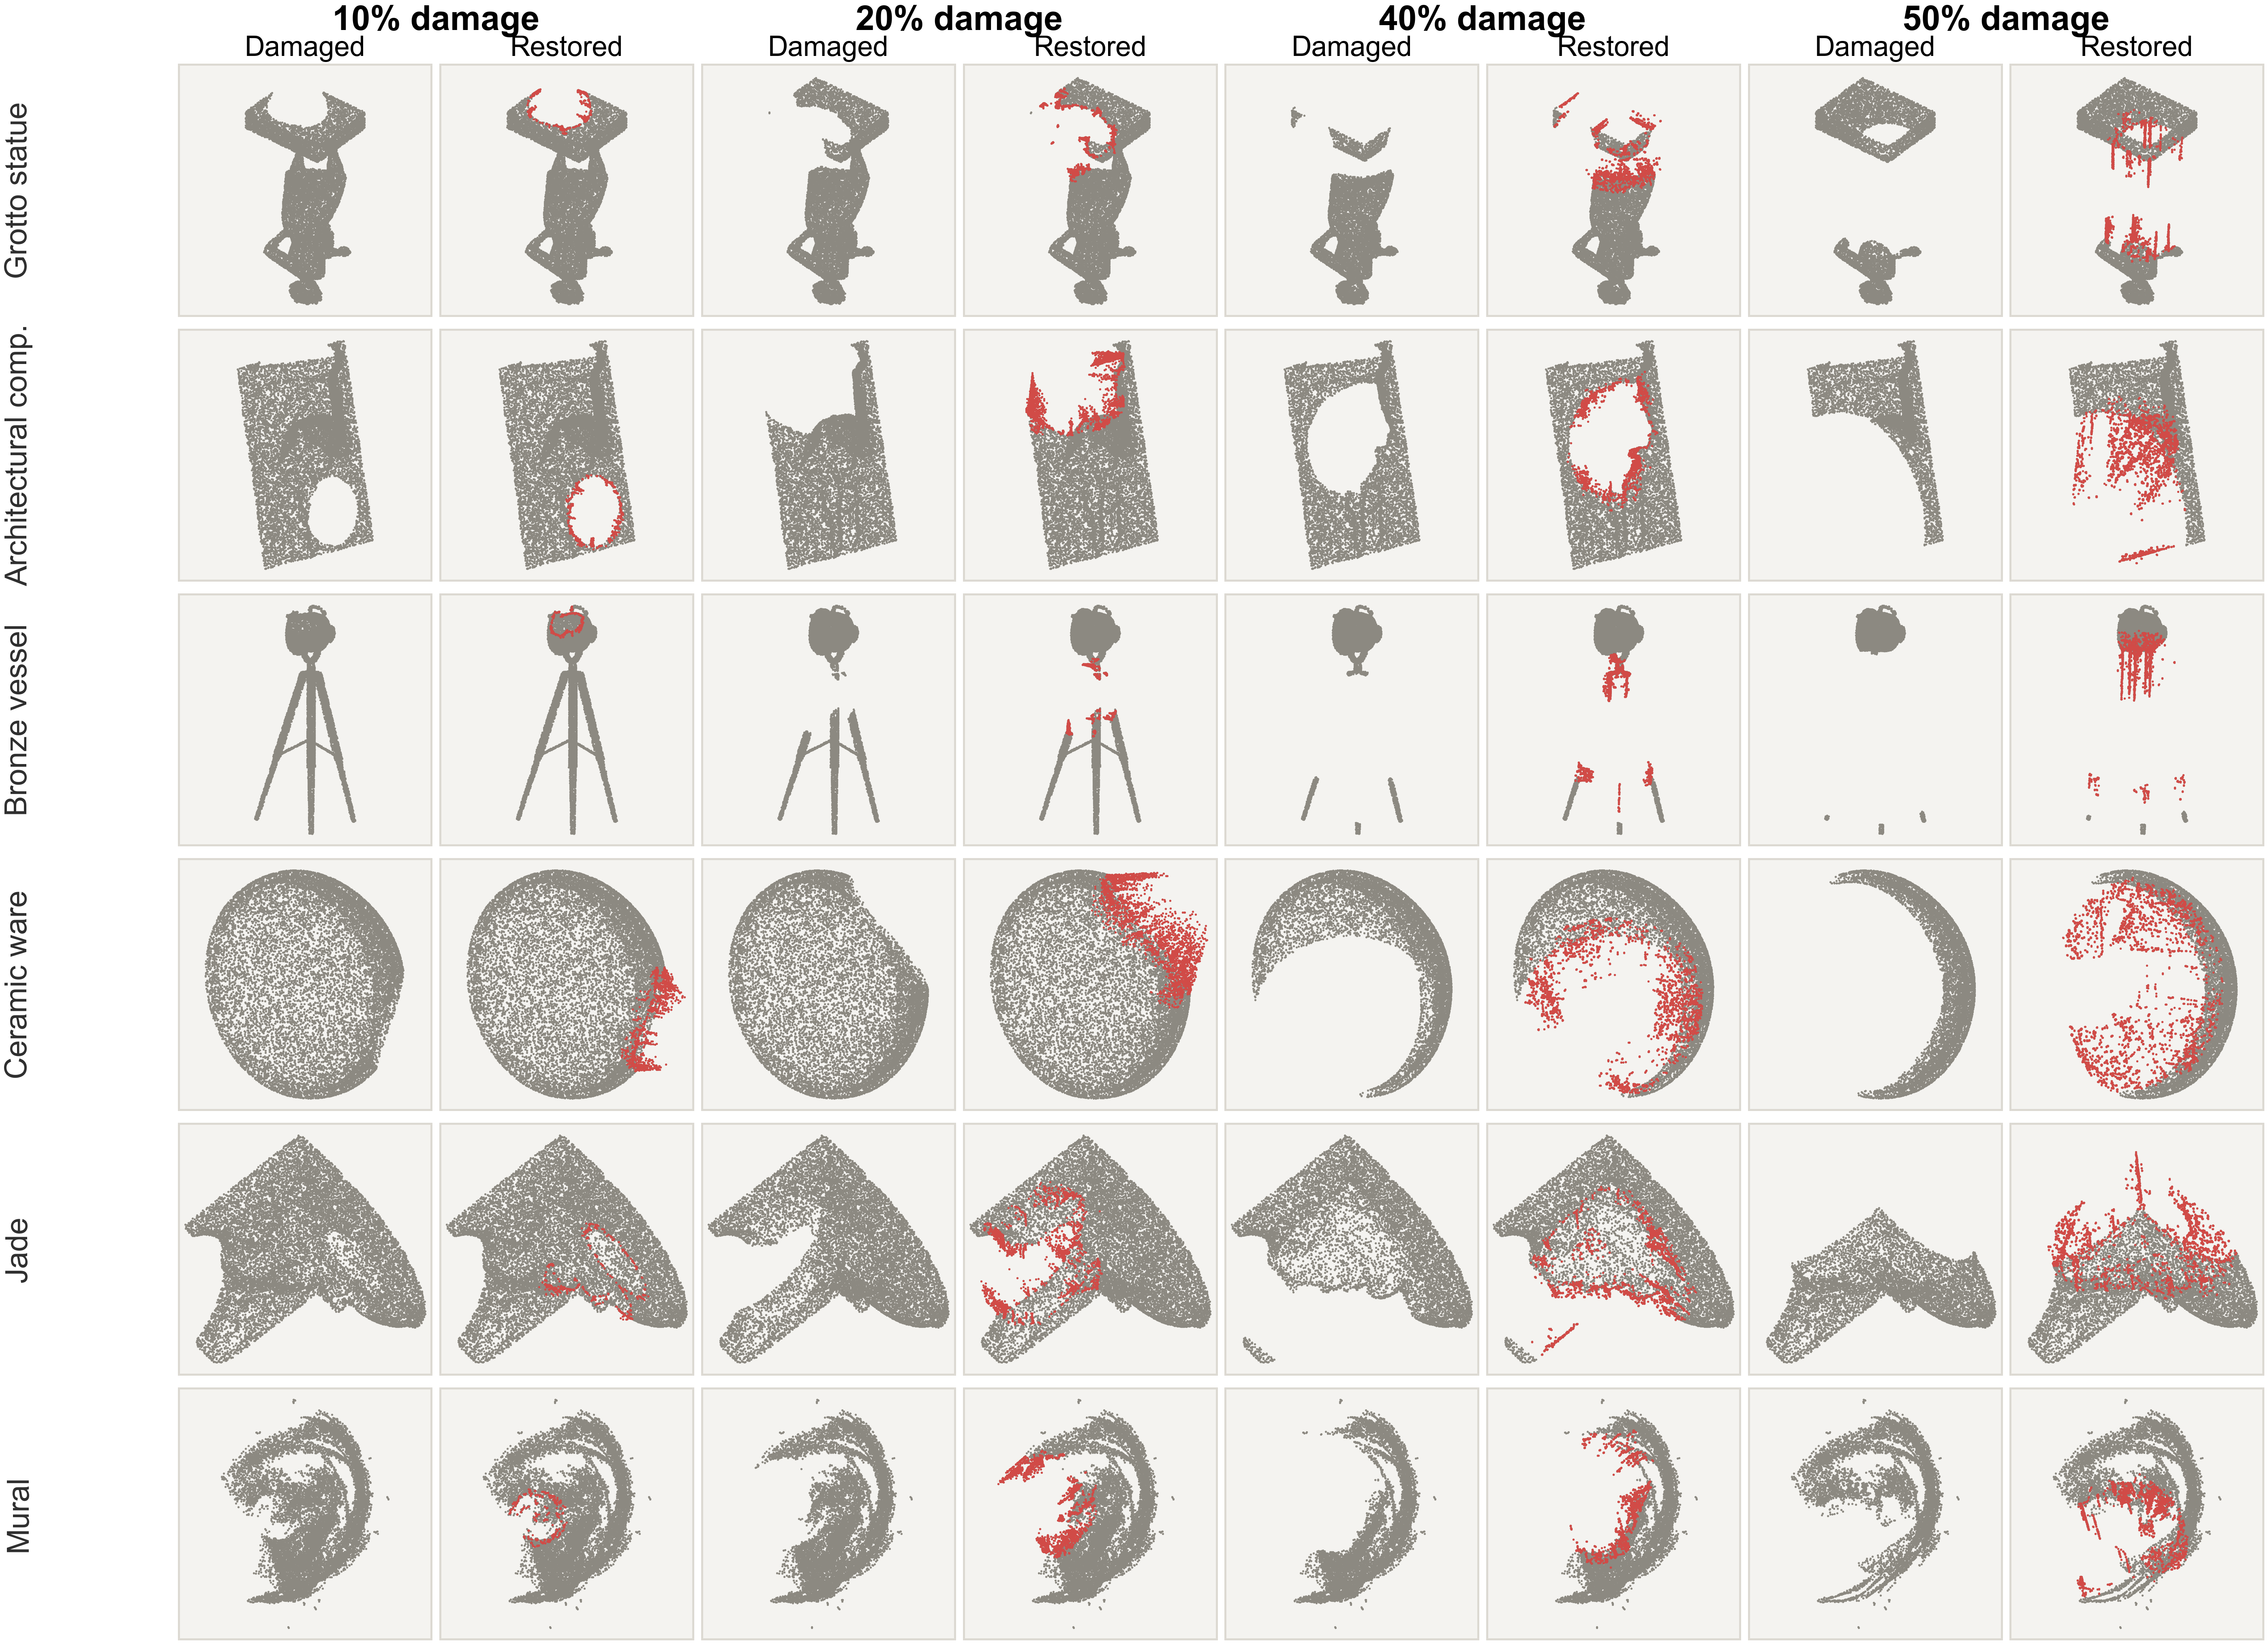 10% damage 20% damage 40% damage 50% damage
Damaged Restored Damaged Restored Damaged Restored Damaged Restored
Grotto statue
Architectural comp.
Bronze vessel
Ceramic ware
Jade
Mural